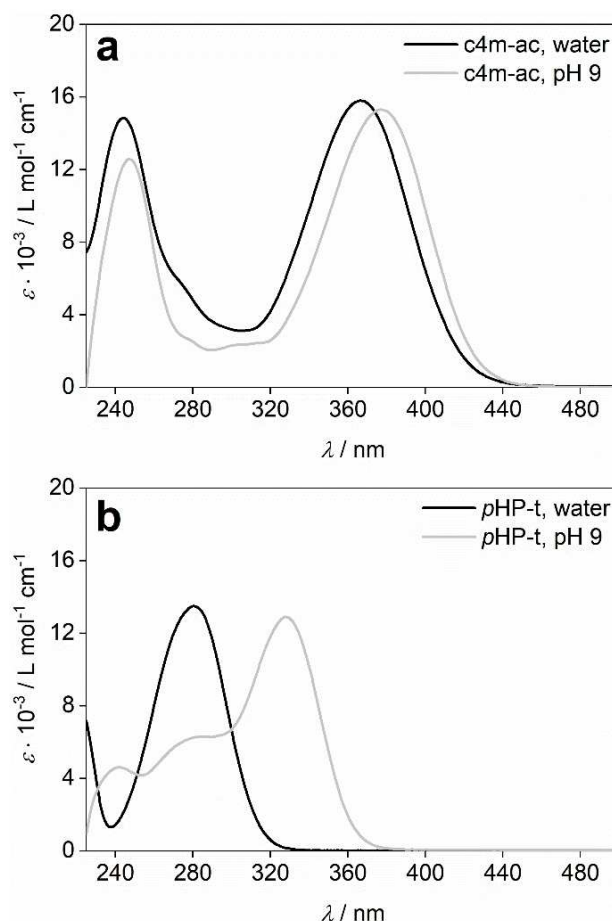 a
c4m-ac, water
c4m-ac, pH 9
20
16
12
8
4
0
ε · 10⁻³ / L mol⁻¹ cm⁻¹
240 280 320 360 400 440 480
λ / nm
b
pHP-t, water
pHP-t, pH 9
20
16
12
8
4
0
ε · 10⁻³ / L mol⁻¹ cm⁻¹
240 280 320 360 400 440 480
λ / nm